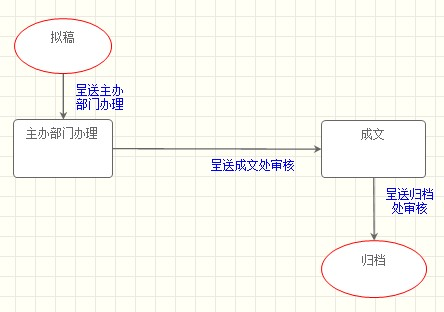 拟稿
呈送主办
部门办理
主办部门办理
呈送成文处审核
成文
呈送归档
处审核
归档